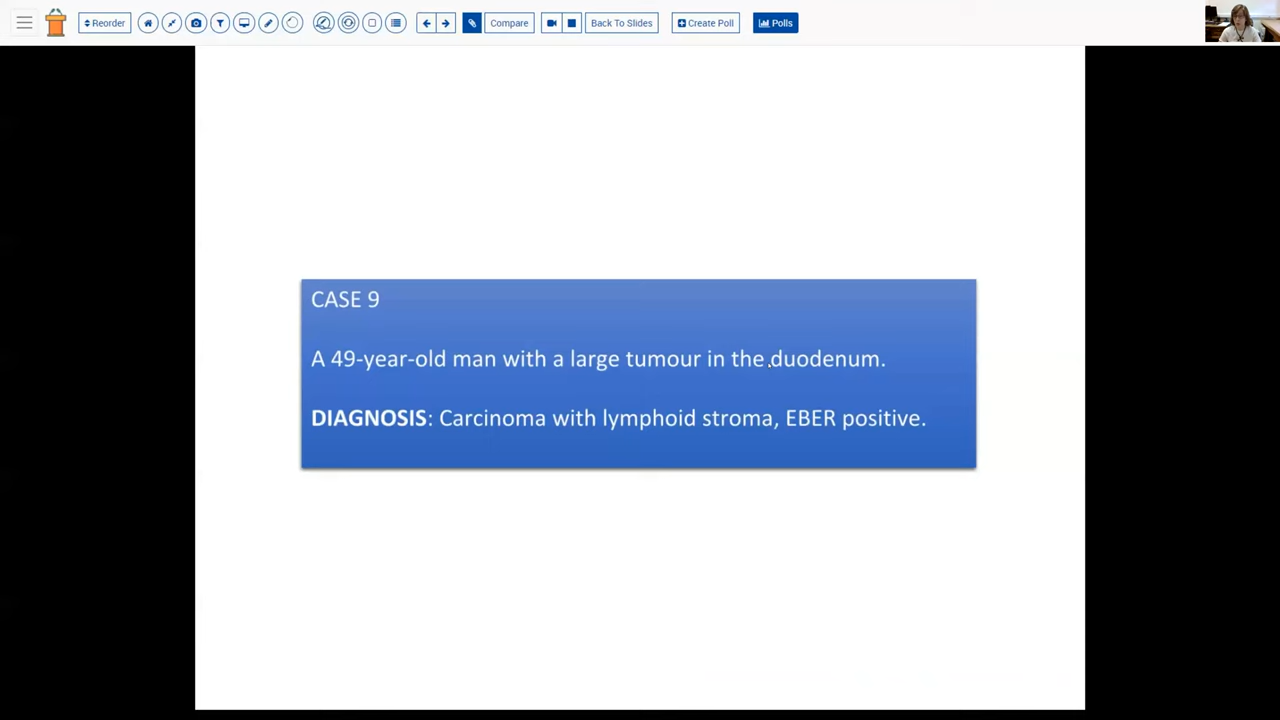 Reorder
Compare
Back To Slides
Create Poll
Polls
CASE 9
A 49-year-old man with a large tumour in the duodenum.
DIAGNOSIS: Carcinoma with lymphoid stroma, EBER positive.